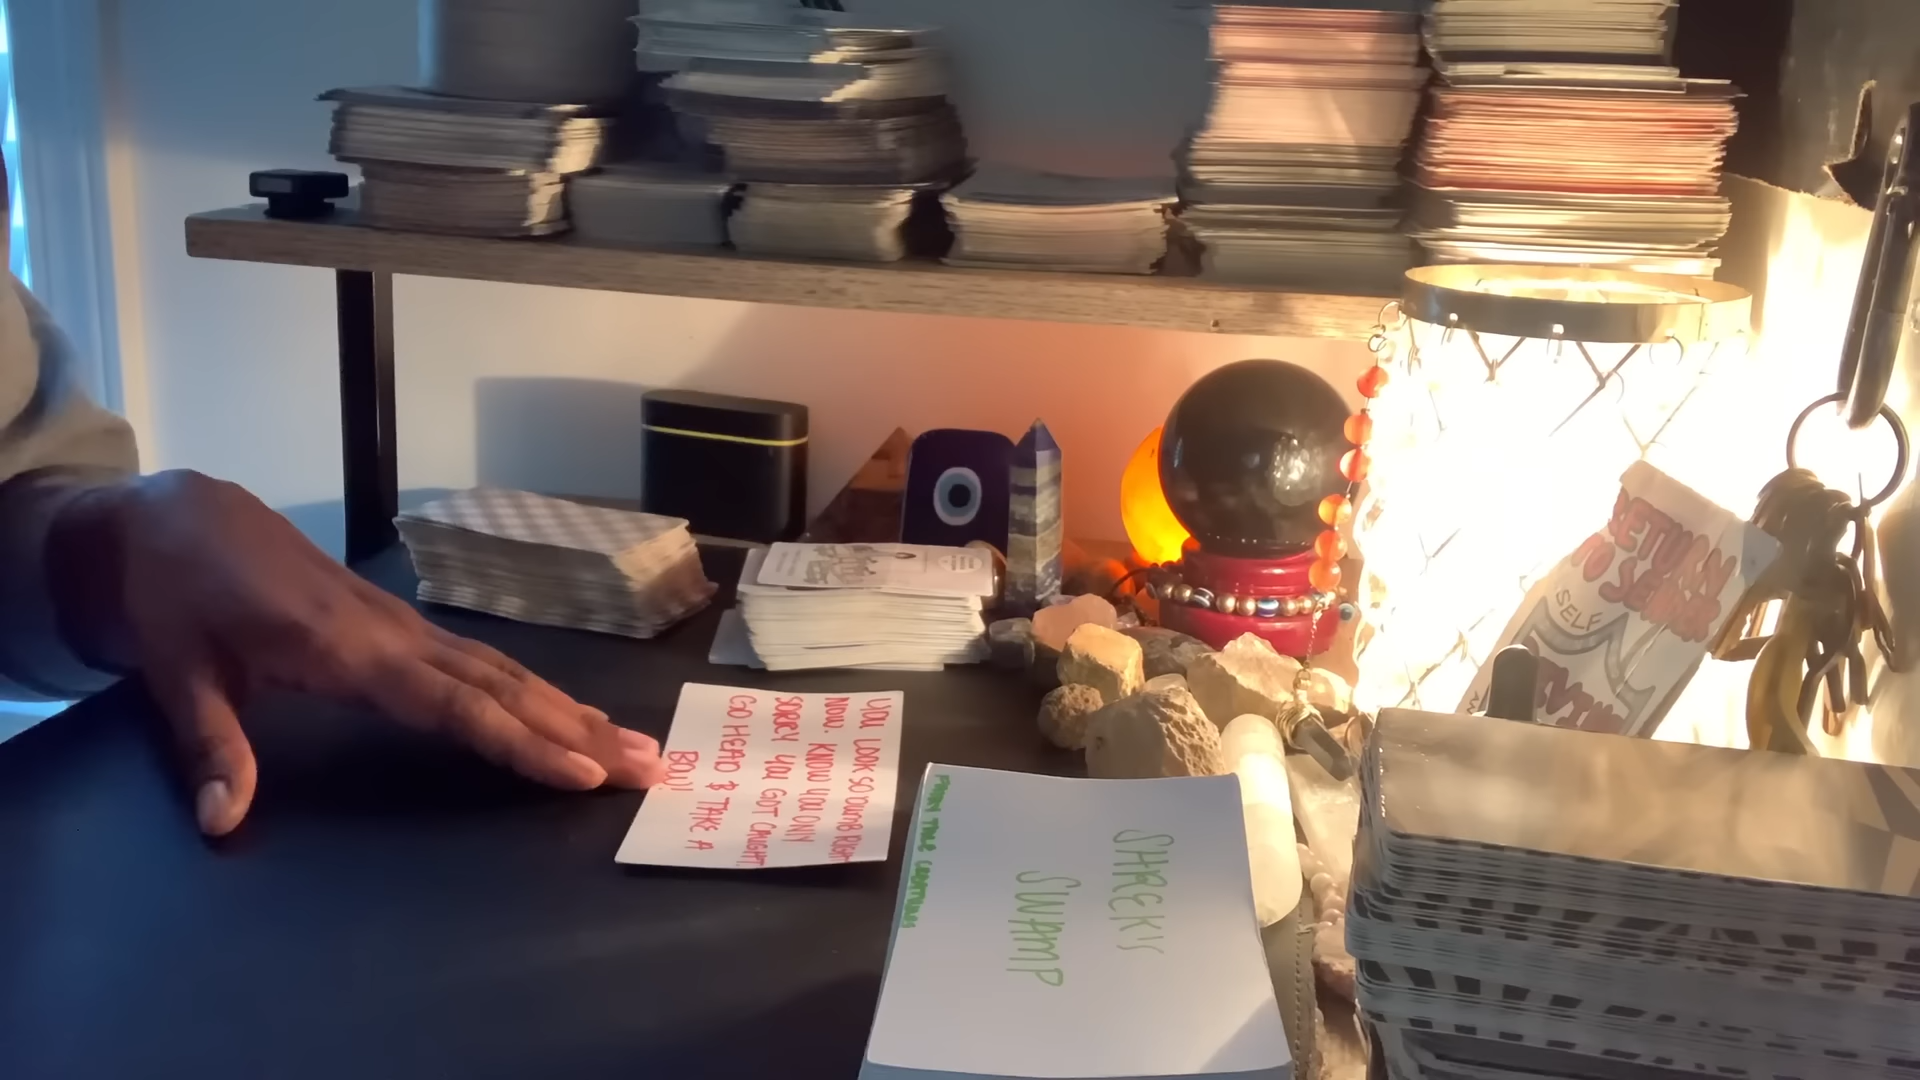 YOU LOOK SO DUMB RIGHT
NOW. KNOW YOU ONLY
SORRY YOU GOT CAUGHT!
GO HEAD & TAKE A
BOW!
SHREK'S
SWAMP
RETURN
TO SENDER
SELF